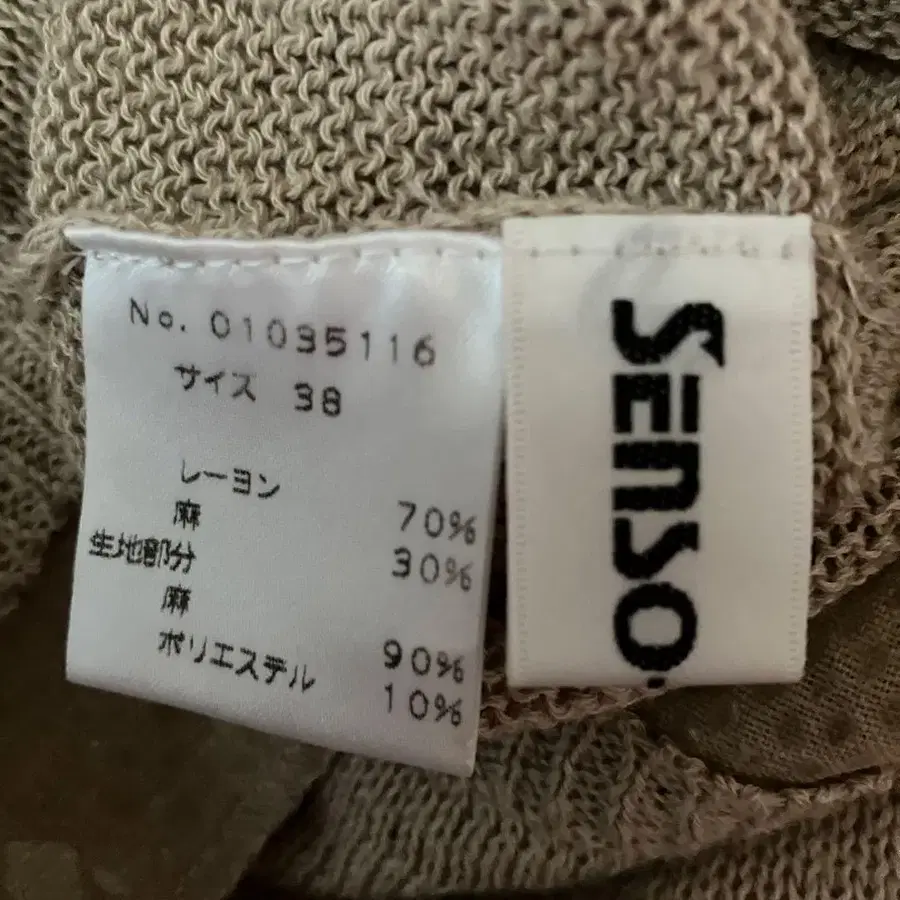 No. 01035116
サイズ 38
レーヨン 70%
麻 30%
生地部分
麻 90%
ポリエステル 10%
SENSO